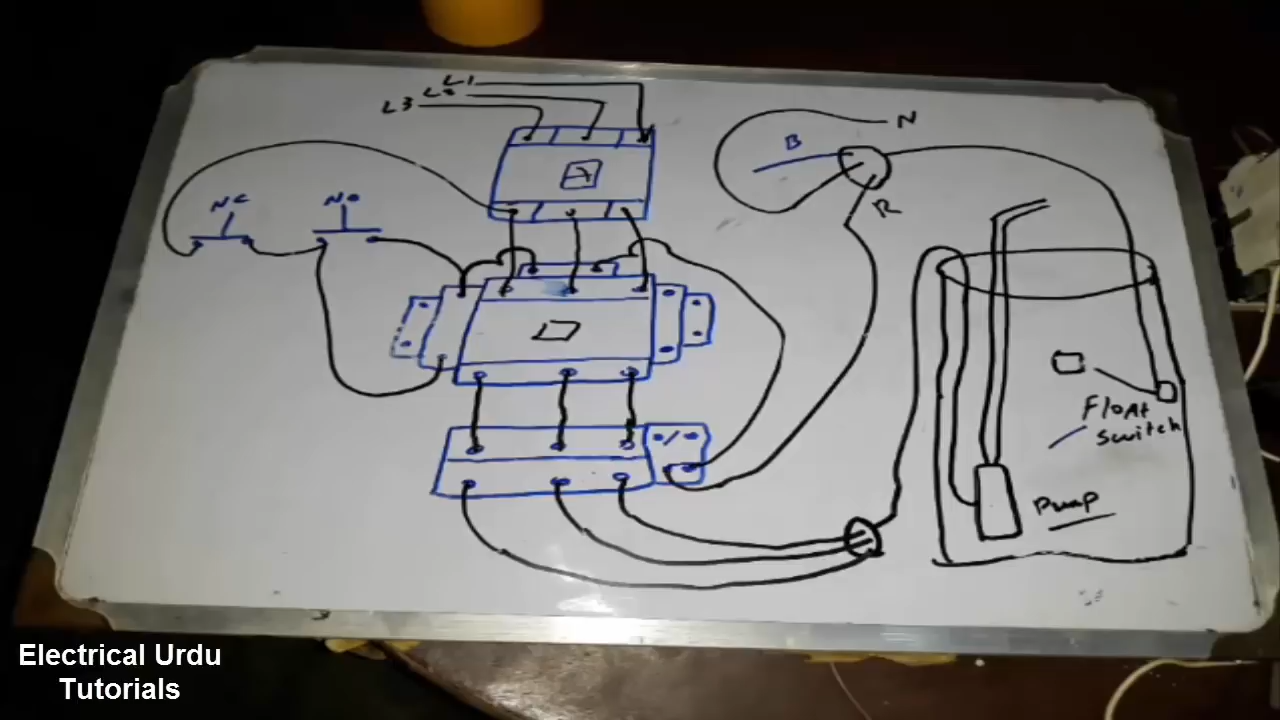 L1
L2
L3
N
B
R
NC
NO
Float
Switch
Pump
Electrical Urdu
Tutorials